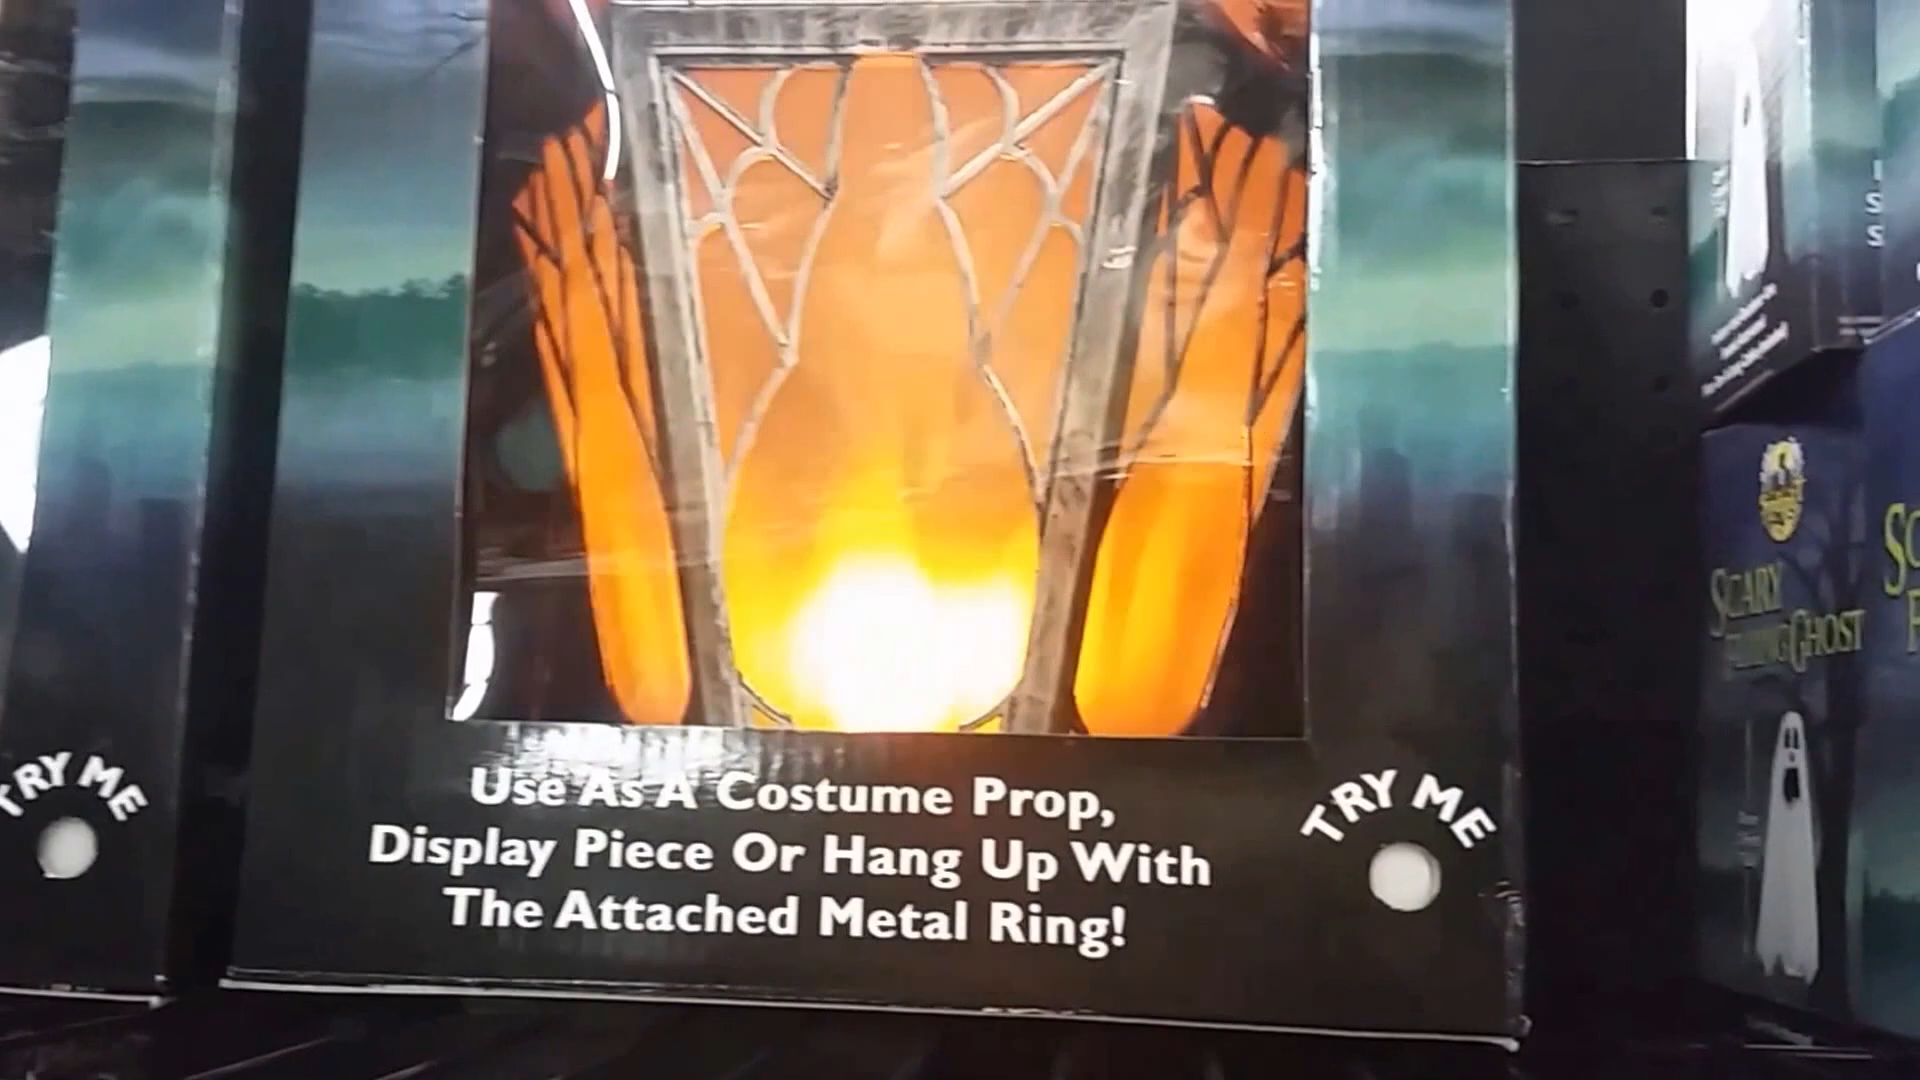 TRY ME
Use As A Costume Prop,
Display Piece Or Hang Up With
The Attached Metal Ring!
TRY ME
SCARY
GHOST